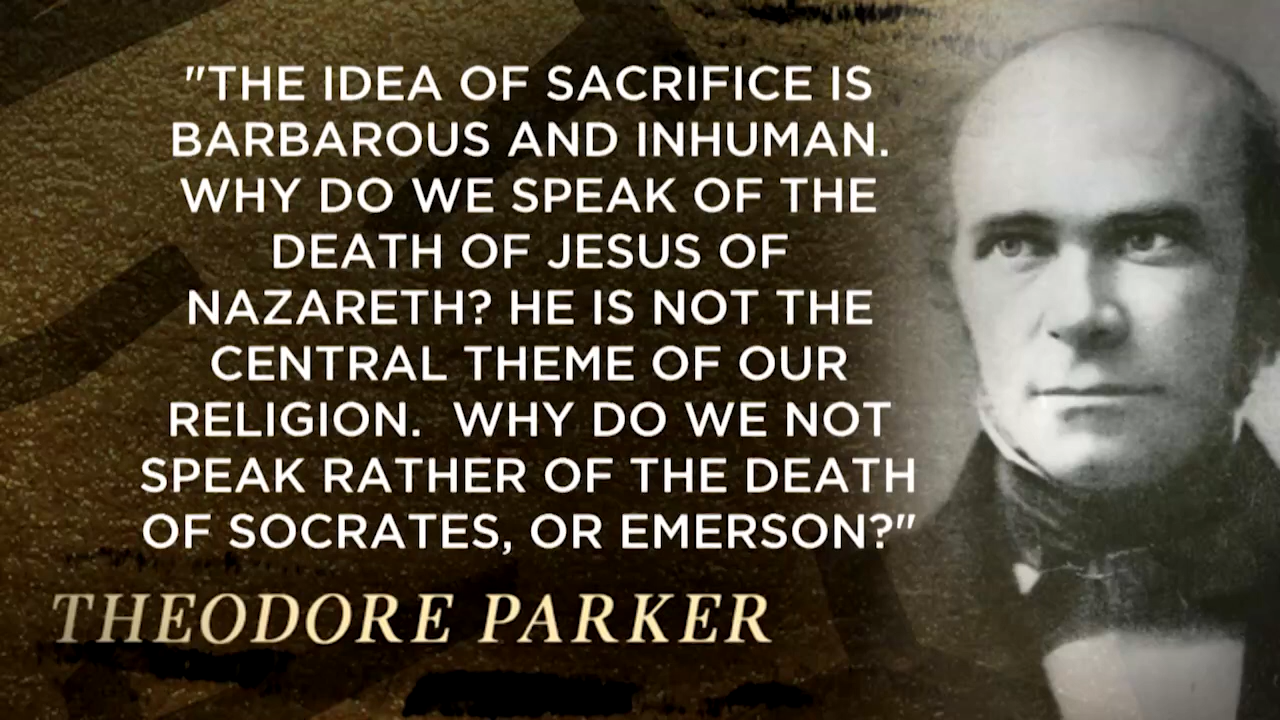 "THE IDEA OF SACRIFICE IS
BARBAROUS AND INHUMAN.
WHY DO WE SPEAK OF THE
DEATH OF JESUS OF
NAZARETH? HE IS NOT THE
CENTRAL THEME OF OUR
RELIGION.  WHY DO WE NOT
SPEAK RATHER OF THE DEATH
OF SOCRATES, OR EMERSON?"
THEODORE PARKER